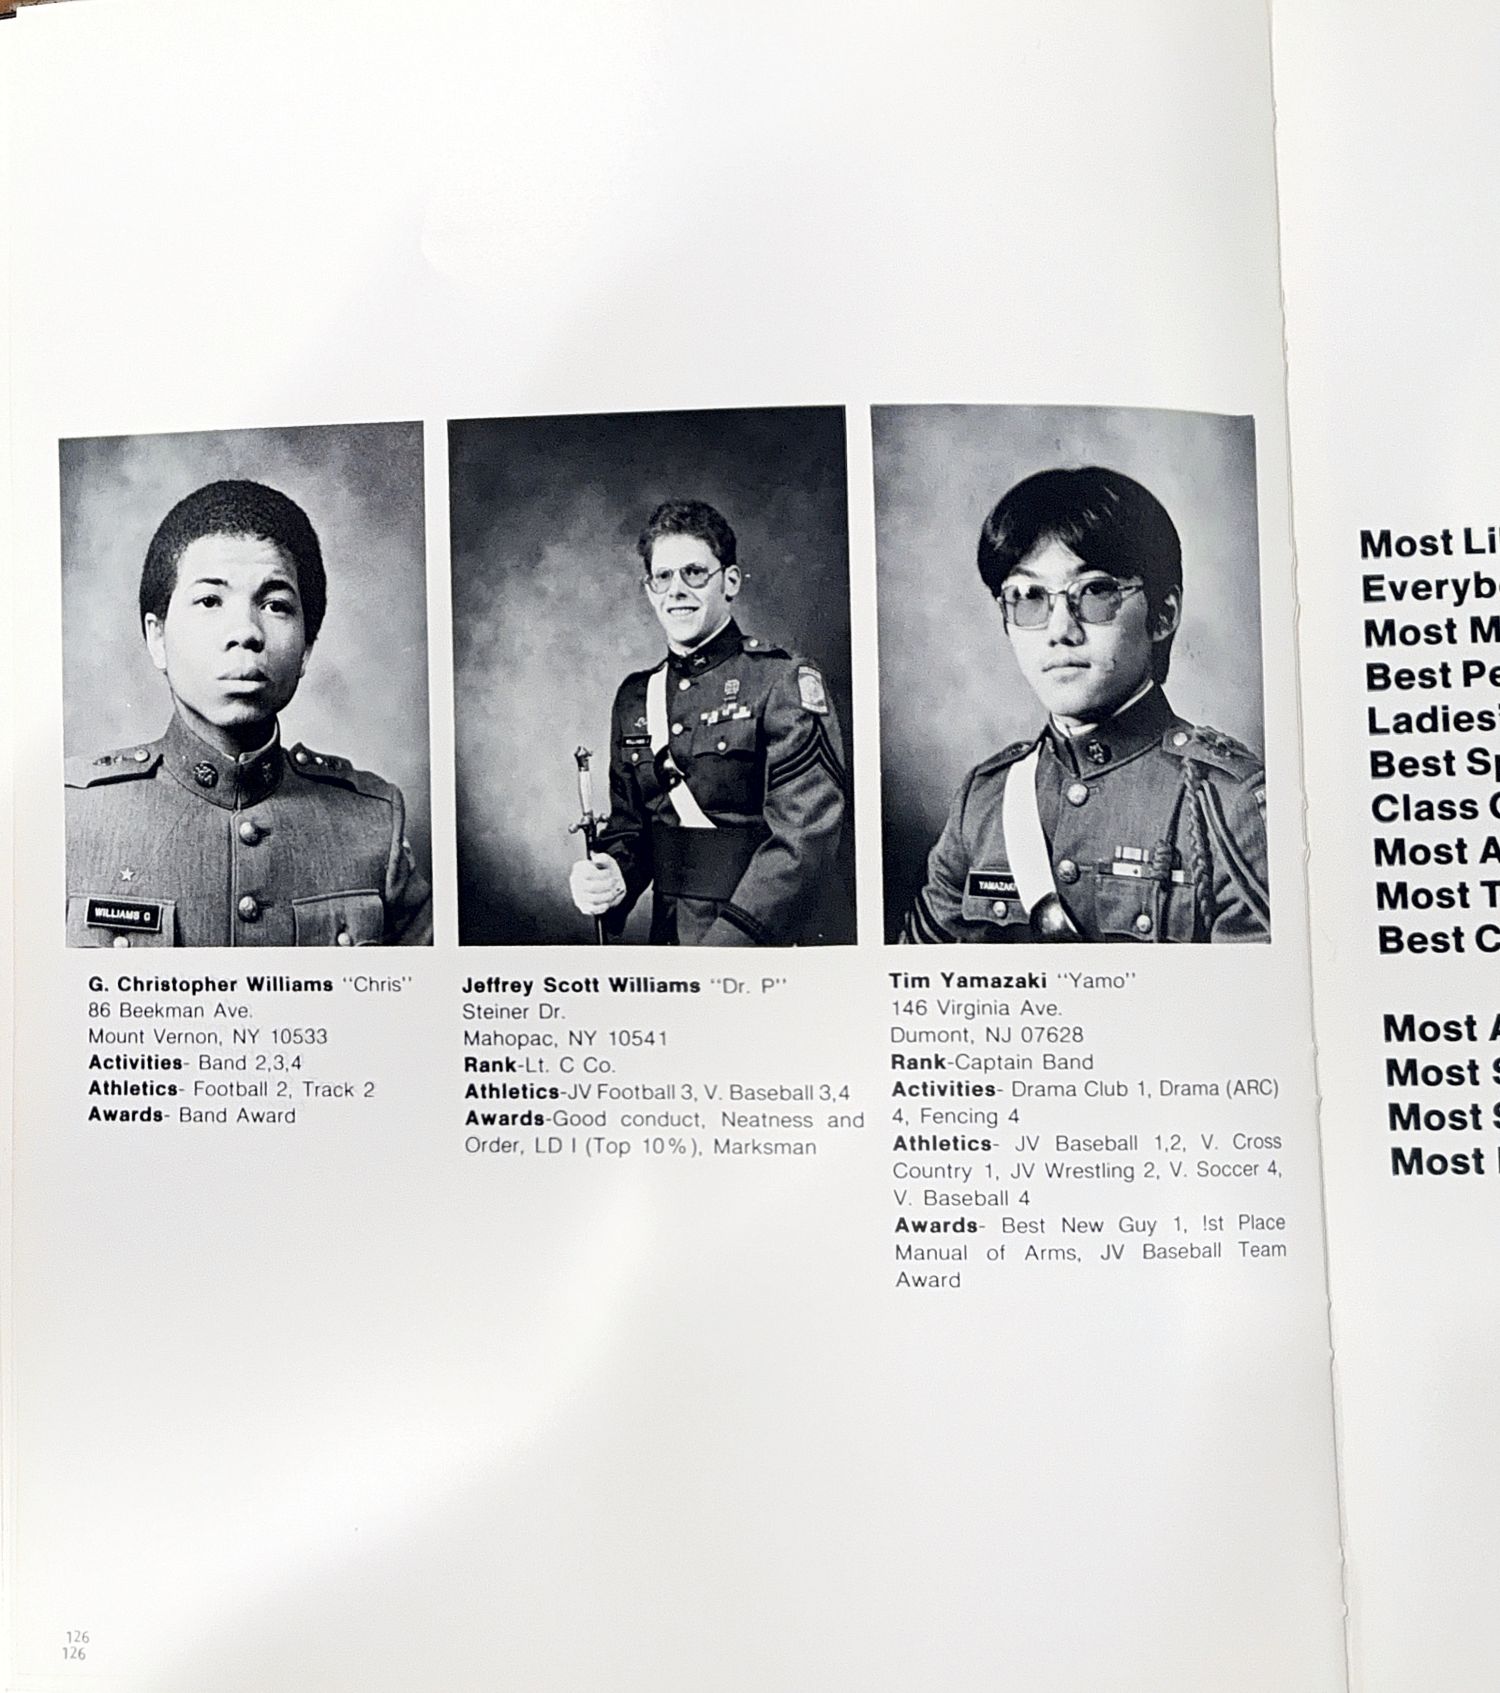 WILLIAMS G
WILLIAMS J
YAMAZAKI
G. Christopher Williams "Chris"
86 Beekman Ave.
Mount Vernon, NY 10533
Activities- Band 2,3,4
Athletics- Football 2, Track 2
Awards- Band Award
Jeffrey Scott Williams "Dr. P"
Steiner Dr.
Mahopac, NY 10541
Rank-Lt. C Co.
Athletics-JV Football 3, V. Baseball 3,4
Awards-Good conduct, Neatness and
Order, LD I (Top 10%), Marksman
Tim Yamazaki "Yamo"
146 Virginia Ave.
Dumont, NJ 07628
Rank-Captain Band
Activities- Drama Club 1, Drama (ARC)
4, Fencing 4
Athletics- JV Baseball 1,2, V. Cross
Country 1, JV Wrestling 2, V. Soccer 4,
V. Baseball 4
Awards- Best New Guy 1, !st Place
Manual of Arms, JV Baseball Team
Award
126
126
Most
Most
Best
Ladies'
Best
Class
Most
Most
Best
Most
Most
Most
Most